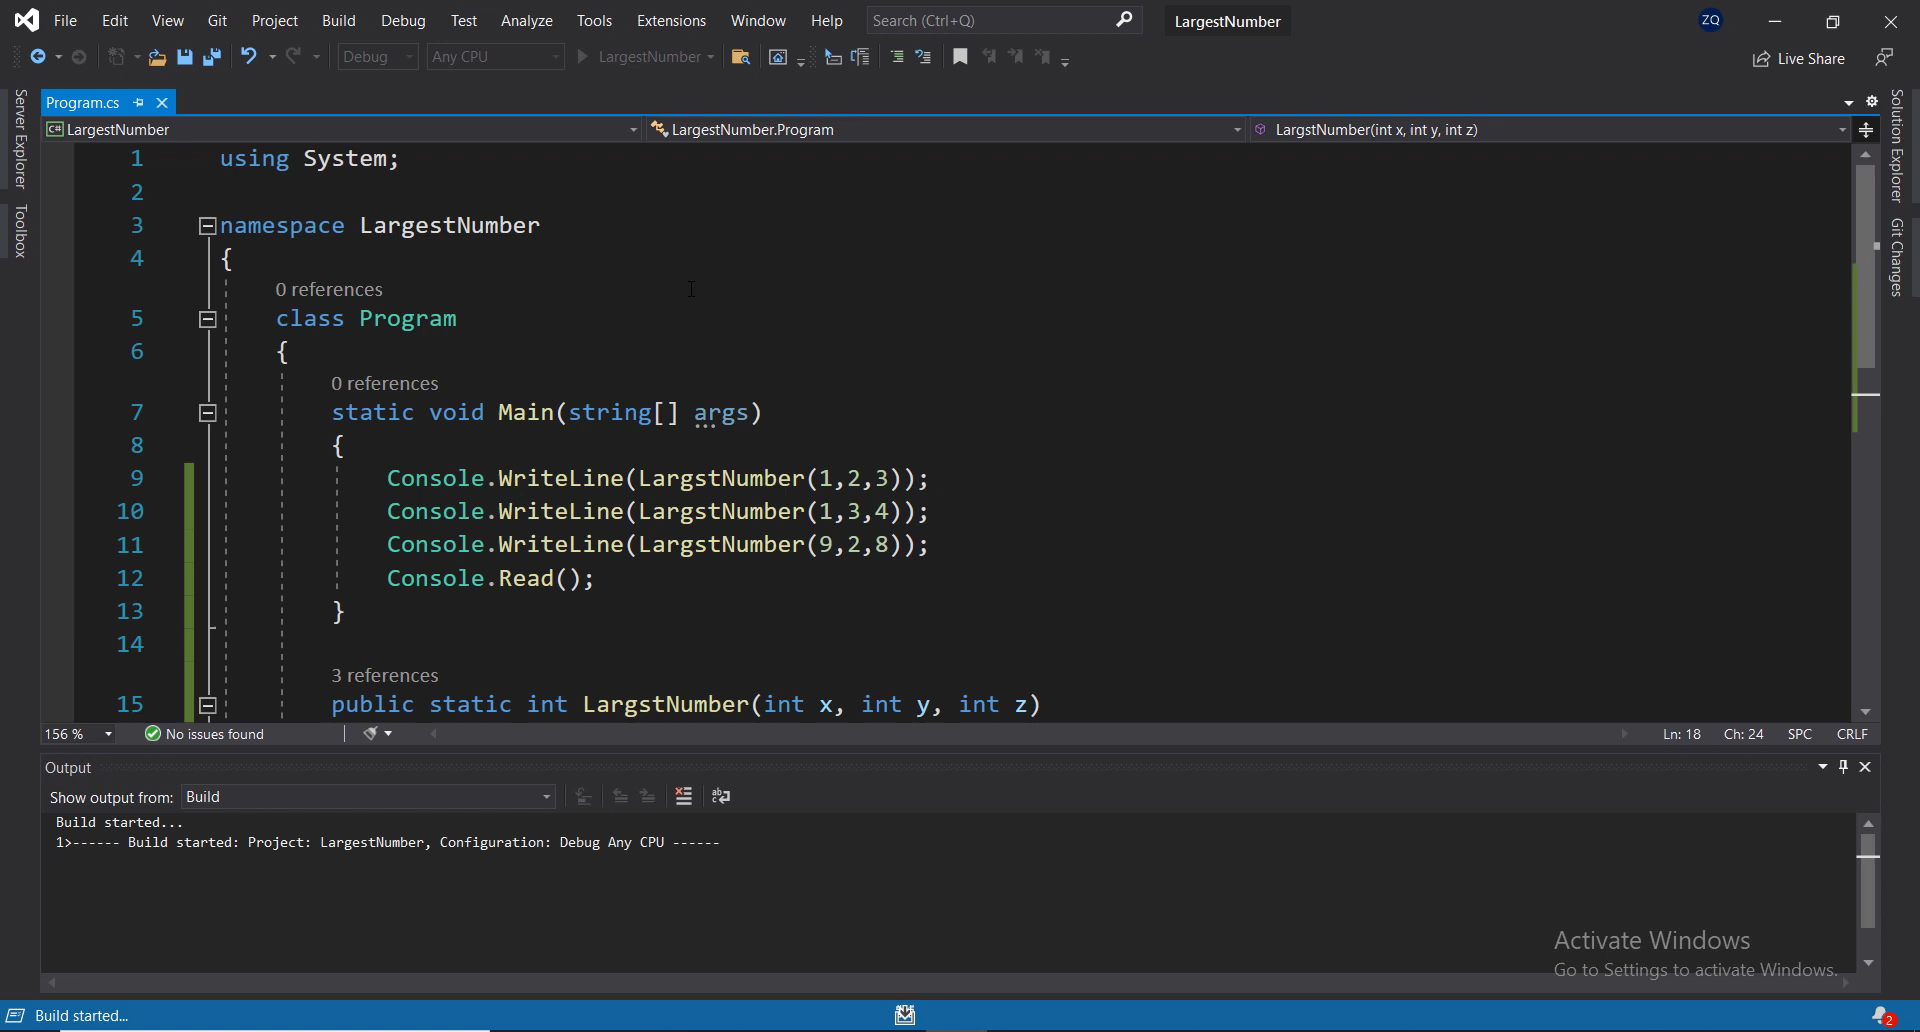 File Edit View Git Project Build Debug Test Analyze Tools Extensions Window Help Search (Ctrl+Q) LargestNumber ZQ
Debug Any CPU LargestNumber Live Share
Server Explorer
Toolbox
Solution Explorer
Git Changes
Program.cs
C# LargestNumber LargestNumber.Program LargstNumber(int x, int y, int z)
1 using System;
2
3 namespace LargestNumber
4 {
0 references
5 class Program
6 {
0 references
7 static void Main(string[] args)
8 {
9 Console.WriteLine(LargstNumber(1,2,3));
10 Console.WriteLine(LargstNumber(1,3,4));
11 Console.WriteLine(LargstNumber(9,2,8));
12 Console.Read();
13 }
14
3 references
15 public static int LargstNumber(int x, int y, int z)
156 % No issues found Ln: 18 Ch: 24 SPC CRLF
Output
Show output from: Build
Build started...
1>------ Build started: Project: LargestNumber, Configuration: Debug Any CPU ------
Activate Windows
Go to Settings to activate Windows.
Build started... 2